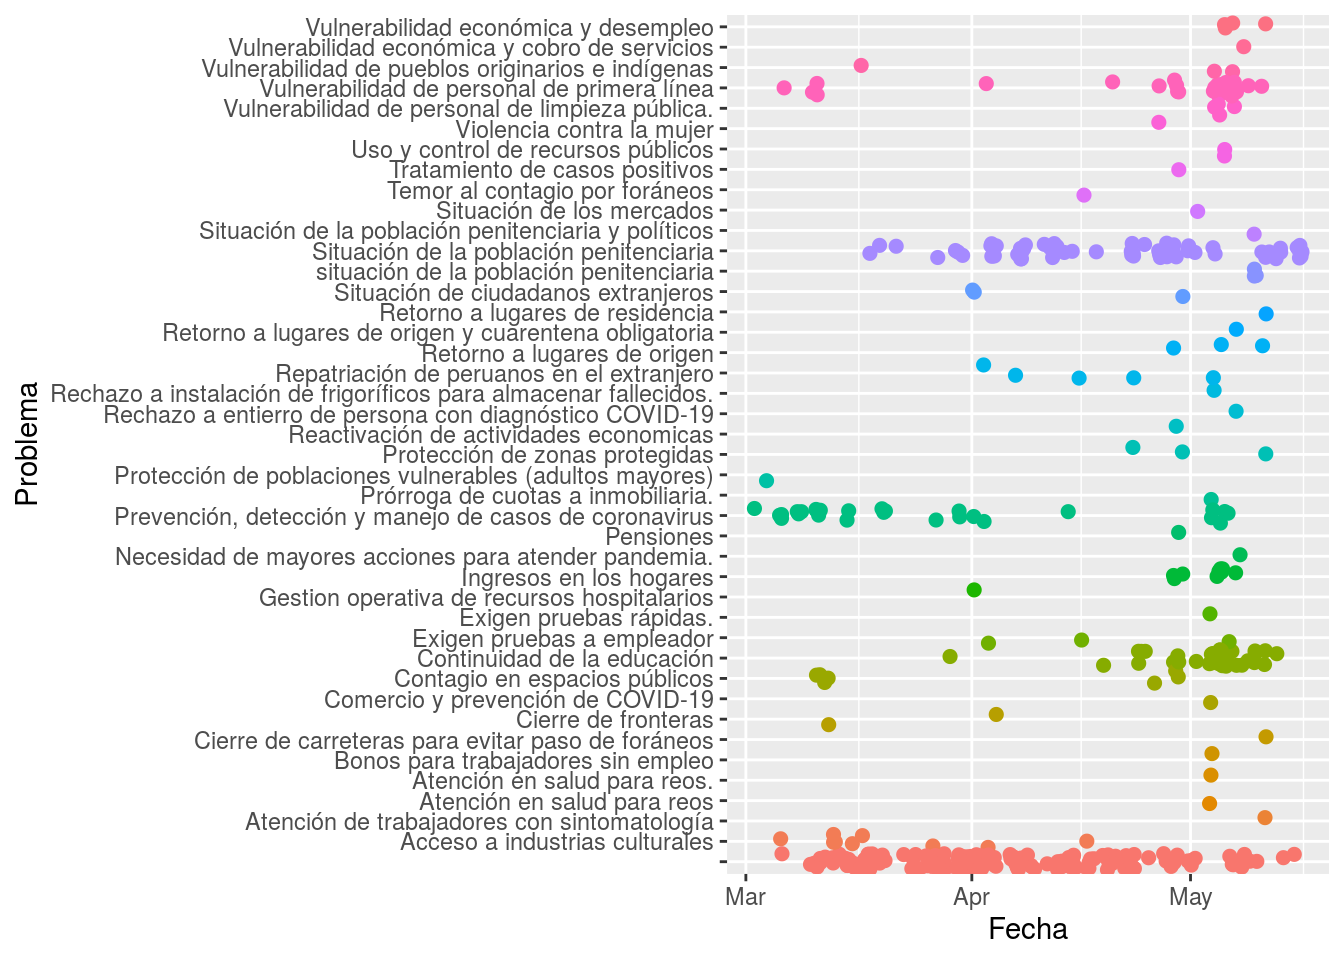 Vulnerabilidad económica y desempleo
Vulnerabilidad económica y cobro de servicios
Vulnerabilidad de pueblos originarios e indígenas
Vulnerabilidad de personal de primera línea
Vulnerabilidad de personal de limpieza pública.
Violencia contra la mujer
Uso y control de recursos públicos
Tratamiento de casos positivos
Temor al contagio por foráneos
Situación de los mercados
Situación de la población penitenciaria y políticos
Situación de la población penitenciaria
situación de la población penitenciaria
Situación de ciudadanos extranjeros
Retorno a lugares de residencia
Retorno a lugares de origen y cuarentena obligatoria
Retorno a lugares de origen
Repatriación de peruanos en el extranjero
Rechazo a instalación de frigoríficos para almacenar fallecidos.
Rechazo a entierro de persona con diagnóstico COVID-19
Reactivación de actividades economicas
Protección de zonas protegidas
Protección de poblaciones vulnerables (adultos mayores)
Prórroga de cuotas a inmobiliaria.
Prevención, detección y manejo de casos de coronavirus
Pensiones
Necesidad de mayores acciones para atender pandemia.
Ingresos en los hogares
Gestion operativa de recursos hospitalarios
Exigen pruebas rápidas.
Exigen pruebas a empleador
Continuidad de la educación
Contagio en espacios públicos
Comercio y prevención de COVID-19
Cierre de fronteras
Cierre de carreteras para evitar paso de foráneos
Bonos para trabajadores sin empleo
Atención en salud para reos.
Atención en salud para reos
Atención de trabajadores con sintomatología
Acceso a industrias culturales
Problema
Mar Apr May
Fecha